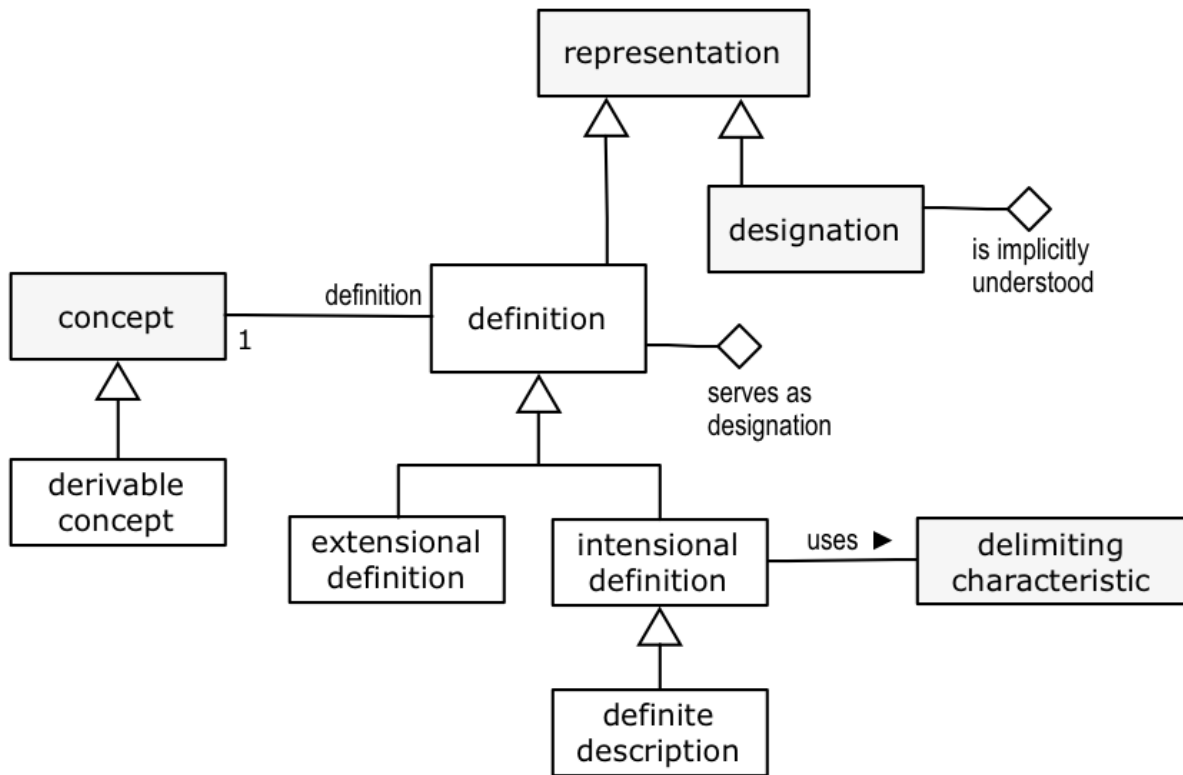 representation
designation
is implicitly
understood
concept
1
definition
definition
serves as
designation
derivable
concept
extensional
definition
intensional
definition
uses ►
delimiting
characteristic
definite
description